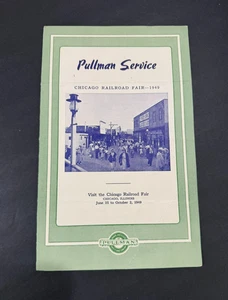 Pullman Service
CHICAGO RAILROAD FAIR—1949
Visit the Chicago Railroad Fair
CHICAGO, ILLINOIS
June 25 to October 2, 1949
PULLMAN